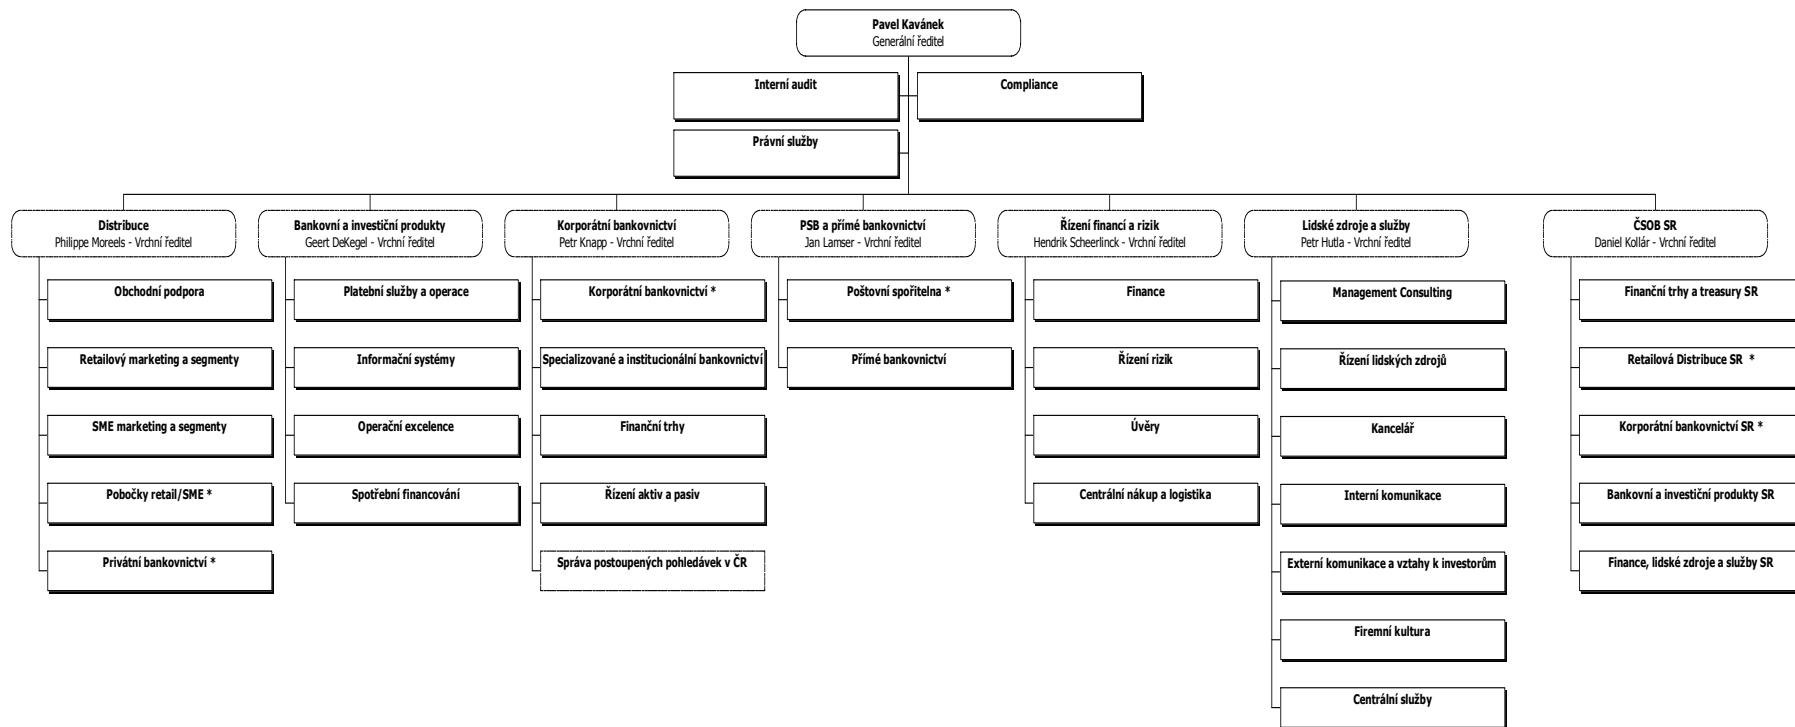 Pavel Kavánek
Generální ředitel
Interní audit
Compliance
Právní služby
Distribuce
Philippe Moreels - Vrchní ředitel
Obchodní podpora
Retailový marketing a segmenty
SME marketing a segmenty
Pobočky retail/SME *
Privátní bankovnictví *
Bankovní a investiční produkty
Geert DeKegel - Vrchní ředitel
Platební služby a operace
Informační systémy
Operační excelence
Spotřební financování
Korporátní bankovnictví
Petr Knapp - Vrchní ředitel
Korporátní bankovnictví *
Specializované a institucionální bankovnictví
Finanční trhy
Řízení aktiv a pasiv
Správa postoupených pohledávek v ČR
PSB a přímé bankovnictví
Jan Lamser - Vrchní ředitel
Poštovní spořitelna *
Přímé bankovnictví
Řízení financí a rizik
Hendrik Scheerlinck - Vrchní ředitel
Finance
Řízení rizik
Úvěry
Centrální nákup a logistika
Lidské zdroje a služby
Petr Hutla - Vrchní ředitel
Management Consulting
Řízení lidských zdrojů
Kancelář
Interní komunikace
Externí komunikace a vztahy k investorům
Firemní kultura
Centrální služby
ČSOB SR
Daniel Kollár - Vrchní ředitel
Finanční trhy a treasury SR
Retailová Distribuce SR *
Korporátní bankovnictví SR *
Bankovní a investiční produkty SR
Finance, lidské zdroje a služby SR